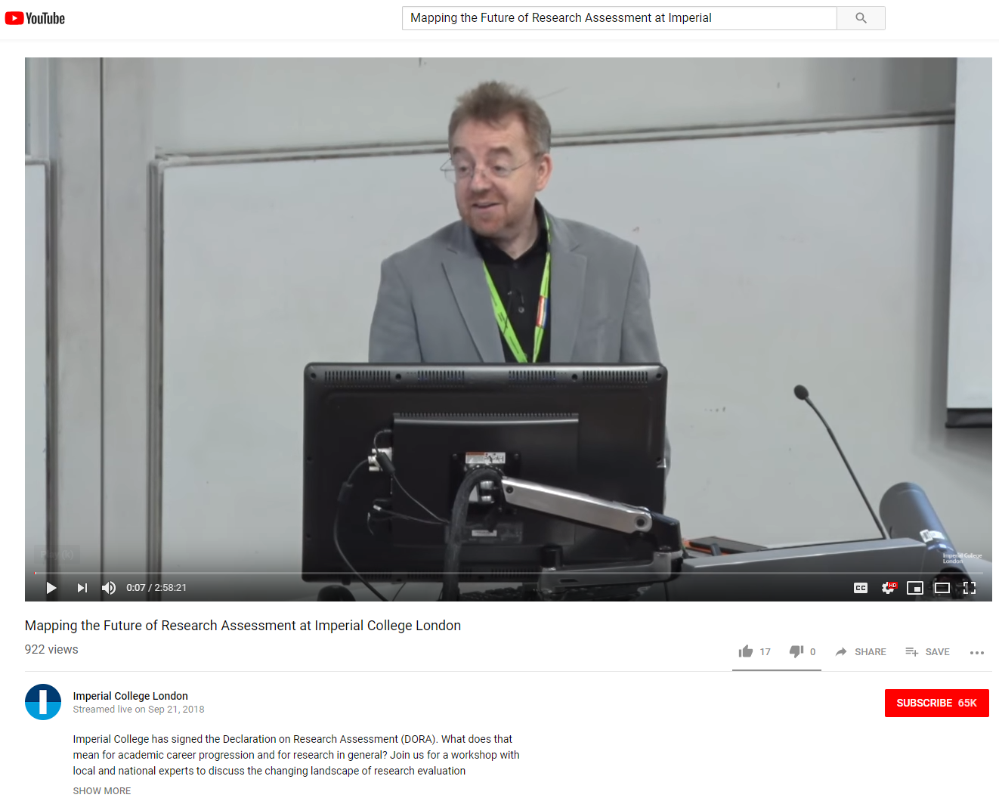 YouTube
Mapping the Future of Research Assessment at Imperial
Play (k)
Imperial College
London
0:07 / 2:58:21
CC
HD
Mapping the Future of Research Assessment at Imperial College London
922 views
17
0
SHARE
SAVE
Imperial College London
Streamed live on Sep 21, 2018
SUBSCRIBE 65K
Imperial College has signed the Declaration on Research Assessment (DORA). What does that
mean for academic career progression and for research in general? Join us for a workshop with
local and national experts to discuss the changing landscape of research evaluation
SHOW MORE